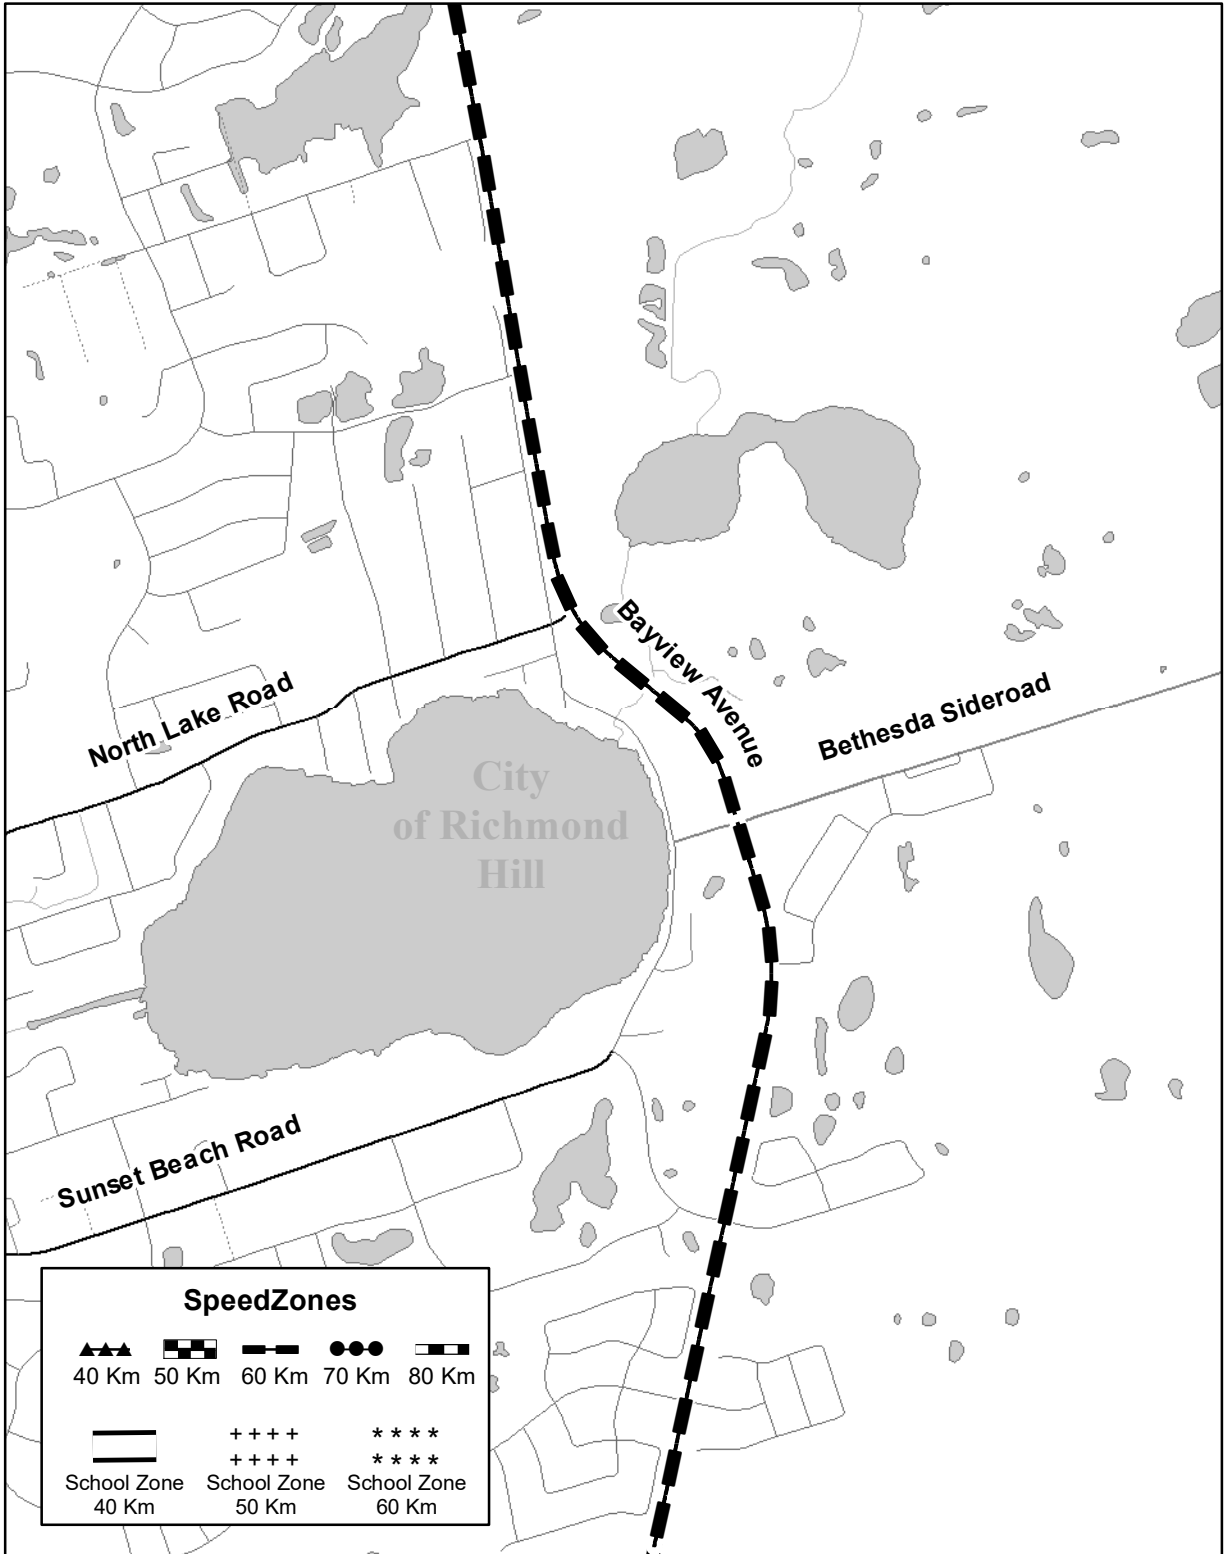 Bayview Avenue
North Lake Road
Bethesda Sideroad
City
of Richmond
Hill
Sunset Beach Road
SpeedZones
40 Km 50 Km 60 Km 70 Km 80 Km
School Zone School Zone School Zone
40 Km 50 Km 60 Km